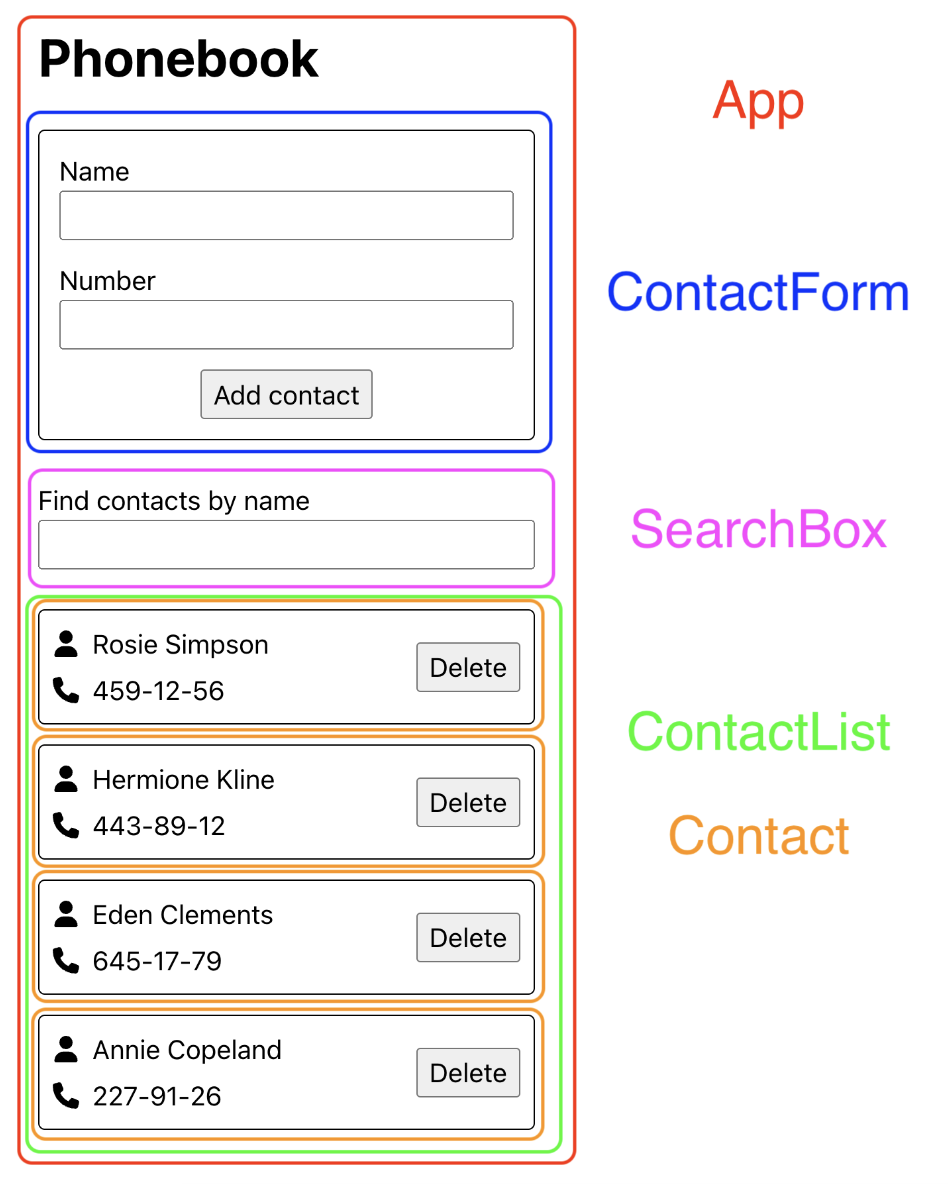 Phonebook
App
Name
Number
ContactForm
Add contact
Find contacts by name
SearchBox
Rosie Simpson
459-12-56
Delete
ContactList
Hermione Kline
443-89-12
Delete
Contact
Eden Clements
645-17-79
Delete
Annie Copeland
227-91-26
Delete